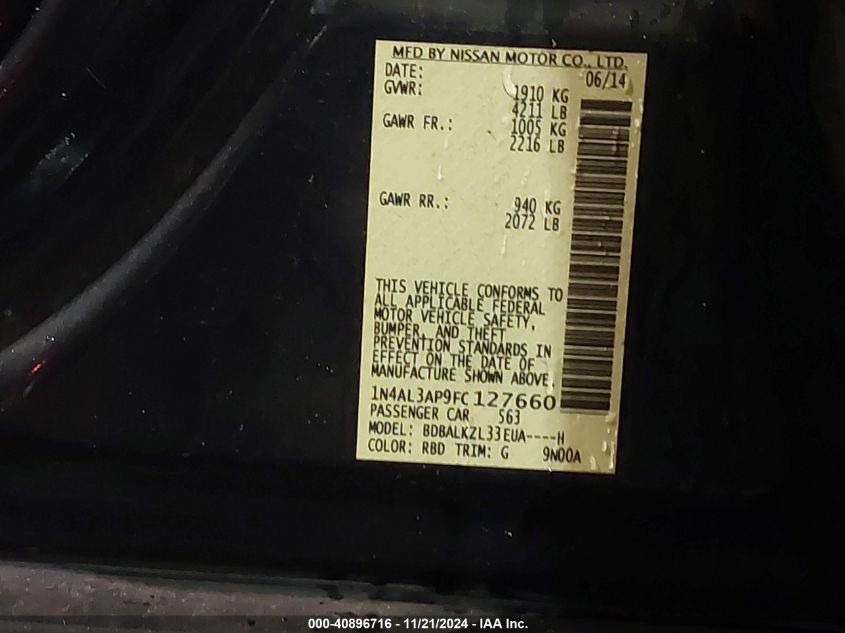 MFD BY NISSAN MOTOR CO., LTD.
DATE: 06/14
GVWR: 1910 KG
4211 LB
GAWR FR.: 1005 KG
2216 LB
GAWR RR.: 940 KG
2072 LB
THIS VEHICLE CONFORMS TO
ALL APPLICABLE FEDERAL
MOTOR VEHICLE SAFETY,
BUMPER, AND THEFT
PREVENTION STANDARDS IN
EFFECT ON THE DATE OF
MANUFACTURE SHOWN ABOVE.
1N4AL3AP9FC127660
PASSENGER CAR 563
MODEL: BDBALKZL33EUA----H
COLOR: RBD TRIM: G 9N00A
000-40896716 - 11/21/2024 - IAA Inc.